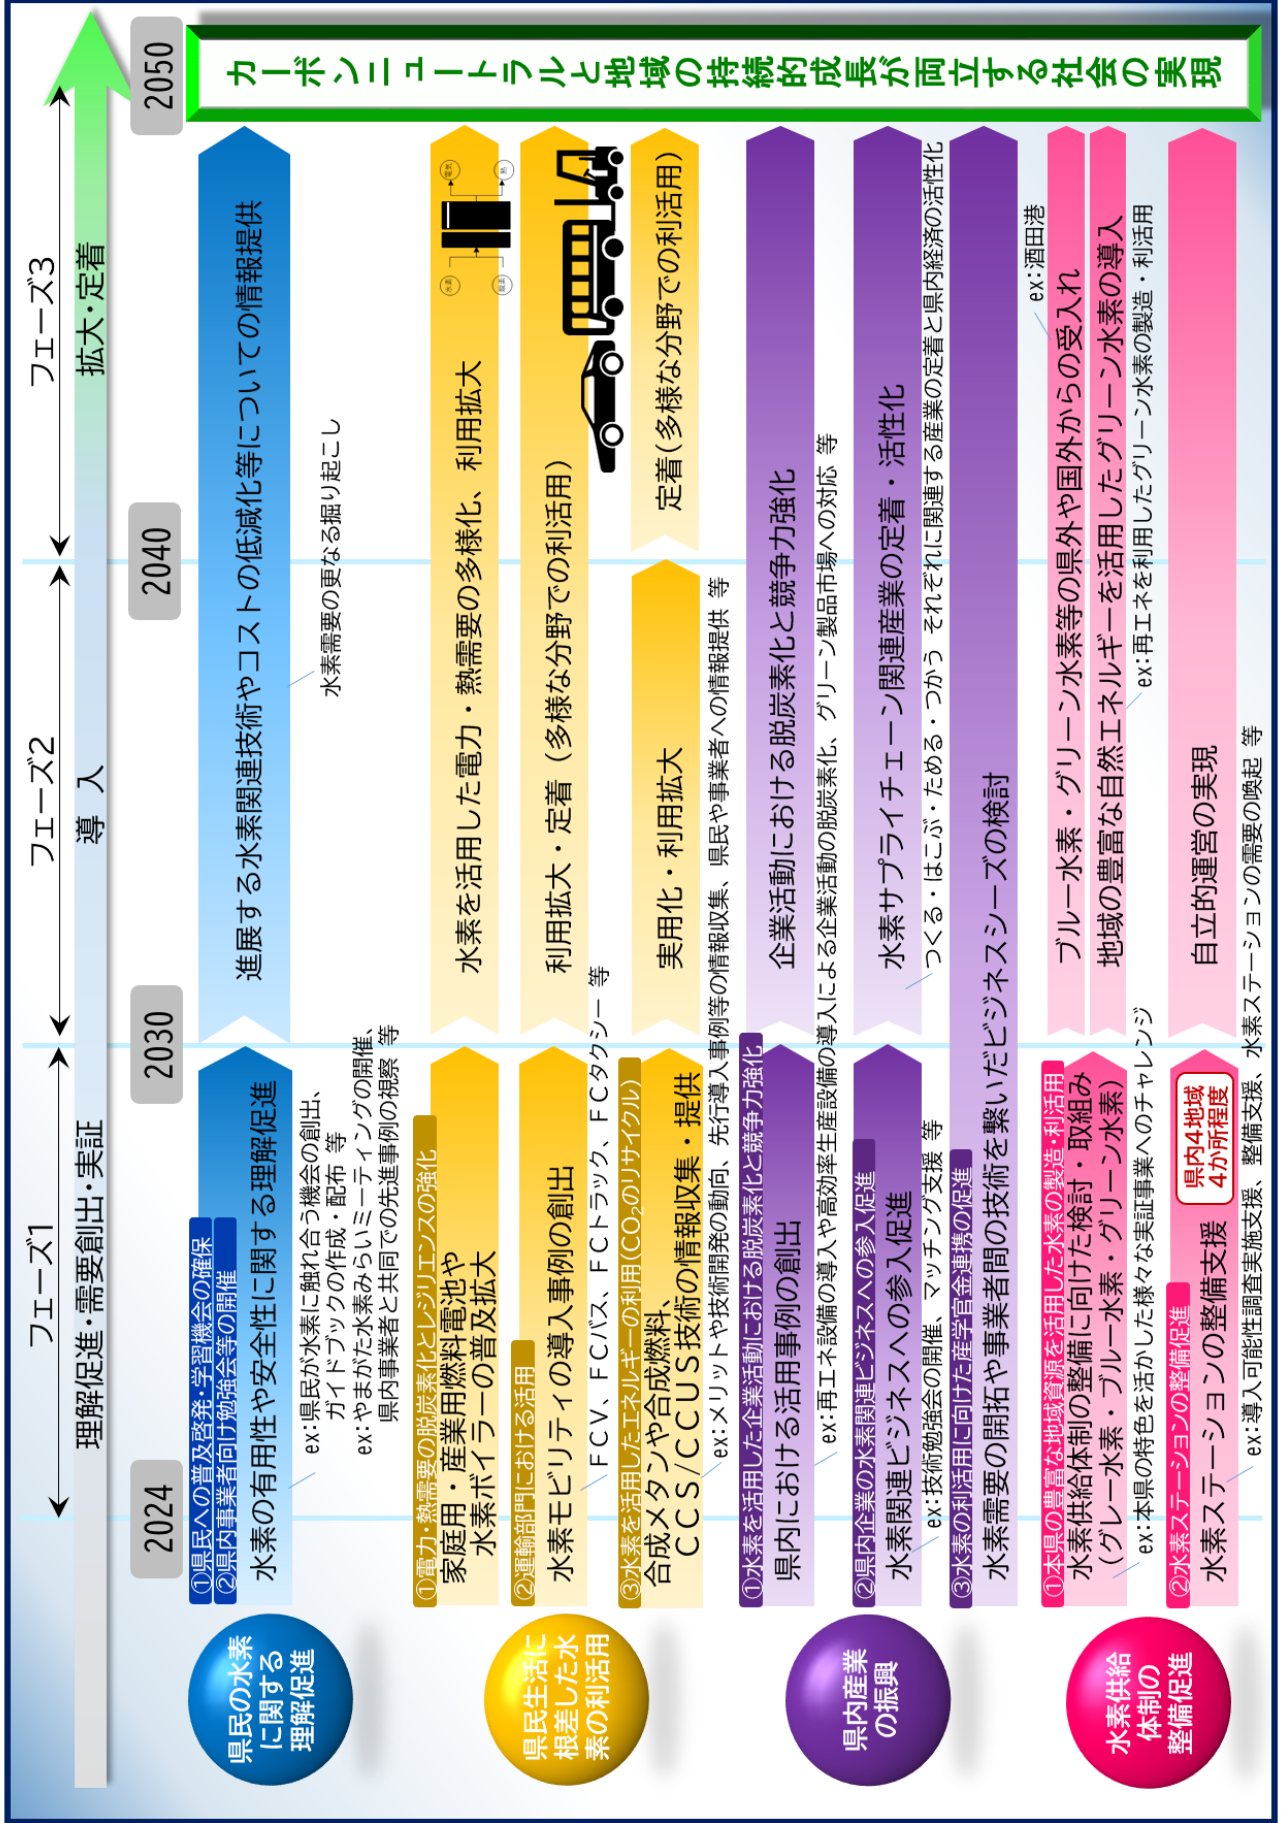 フェーズ1
フェーズ2
フェーズ3
理解促進・需要創出・実証
導　入
拡大・定着
2024
2030
2040
2050
カーボンニュートラルと地域の持続的成長が両立する社会の実現
県民の水素
に関する
理解促進
①県民への普及啓発・学習機会の確保
②県内事業者向け勉強会等の開催
水素の有用性や安全性に関する理解促進
ex:県民が水素に触れ合う機会の創出、
ガイドブックの作成・配布 等
ex:やまがた水素みらいミーティングの開催、
県内事業者と共同での先進事例の視察 等
進展する水素関連技術やコストの低減化等についての情報提供
水素需要の更なる掘り起こし
県民生活に
根差した水
素の利活用
①電力・熱需要の脱炭素化とレジリエンスの強化
家庭用・産業用燃料電池や
水素ボイラーの普及拡大
水素を活用した電力・熱需要の多様化、利用拡大
水素
酸素
電気
熱
②運輸部門における活用
水素モビリティの導入事例の創出
ＦＣＶ、ＦＣバス、ＦＣトラック、ＦＣタクシー 等
利用拡大・定着（多様な分野での利活用）
③水素を活用したエネルギーの利用(CO₂のリサイクル)
合成メタンや合成燃料、
ＣＣＳ/ＣＣＵＳ技術の情報収集・提供
ex:メリットや技術開発の動向、先行導入事例等の情報収集、県民や事業者への情報提供 等
実用化・利用拡大
定着(多様な分野での利活用)
県内産業
の振興
①水素を活用した企業活動における脱炭素化と競争力強化
県内における活用事例の創出
ex:再エネ設備の導入や高効率生産設備の導入による企業活動の脱炭素化、グリーン製品市場への対応 等
企業活動における脱炭素化と競争力強化
②県内企業の水素関連ビジネスへの参入促進
水素関連ビジネスへの参入促進
ex:技術勉強会の開催、マッチング支援 等
水素サプライチェーン関連産業の定着・活性化
つくる・はこぶ・ためる・つかう それぞれに関連する産業の定着と県内経済の活性化
③水素の利活用に向けた産学官金連携の促進
水素需要の開拓や事業者間の技術を繋いだビジネスシーズの検討
水素供給
体制の
整備促進
①本県の豊富な地域資源を活用した水素の製造・利活用
水素供給体制の整備に向けた検討・取組み
（グレー水素・ブルー水素・グリーン水素）
ex:本県の特色を活かした様々な実証事業へのチャレンジ
ex:酒田港
ブルー水素・グリーン水素等の県外や国外からの受入れ
地域の豊富な自然エネルギーを活用したグリーン水素の導入
ex:再エネを利用したグリーン水素の製造・利活用
②水素ステーションの整備促進
水素ステーションの整備支援
県内4地域
4か所程度
ex:導入可能性調査実施支援、整備支援、水素ステーションの需要の喚起 等
自立的運営の実現